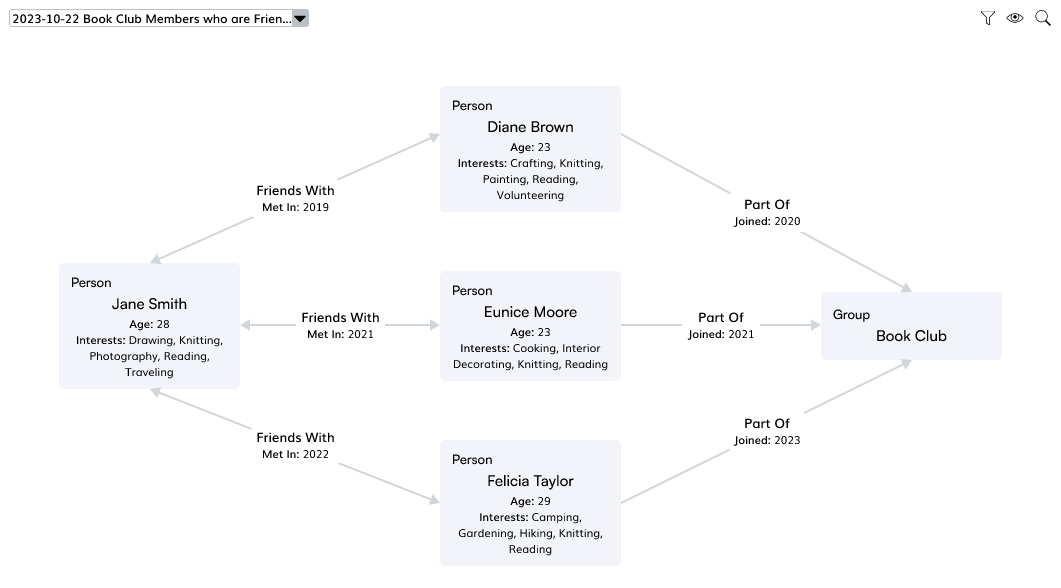 2023-10-22 Book Club Members who are Frien...
Person
Diane Brown
Age: 23
Interests: Crafting, Knitting,
Painting, Reading,
Volunteering
Friends With
Met In: 2019
Part Of
Joined: 2020
Person
Jane Smith
Age: 28
Interests: Drawing, Knitting,
Photography, Reading,
Traveling
Friends With
Met In: 2021
Person
Eunice Moore
Age: 23
Interests: Cooking, Interior
Decorating, Knitting, Reading
Part Of
Joined: 2021
Group
Book Club
Friends With
Met In: 2022
Person
Felicia Taylor
Age: 29
Interests: Camping,
Gardening, Hiking, Knitting,
Reading
Part Of
Joined: 2023